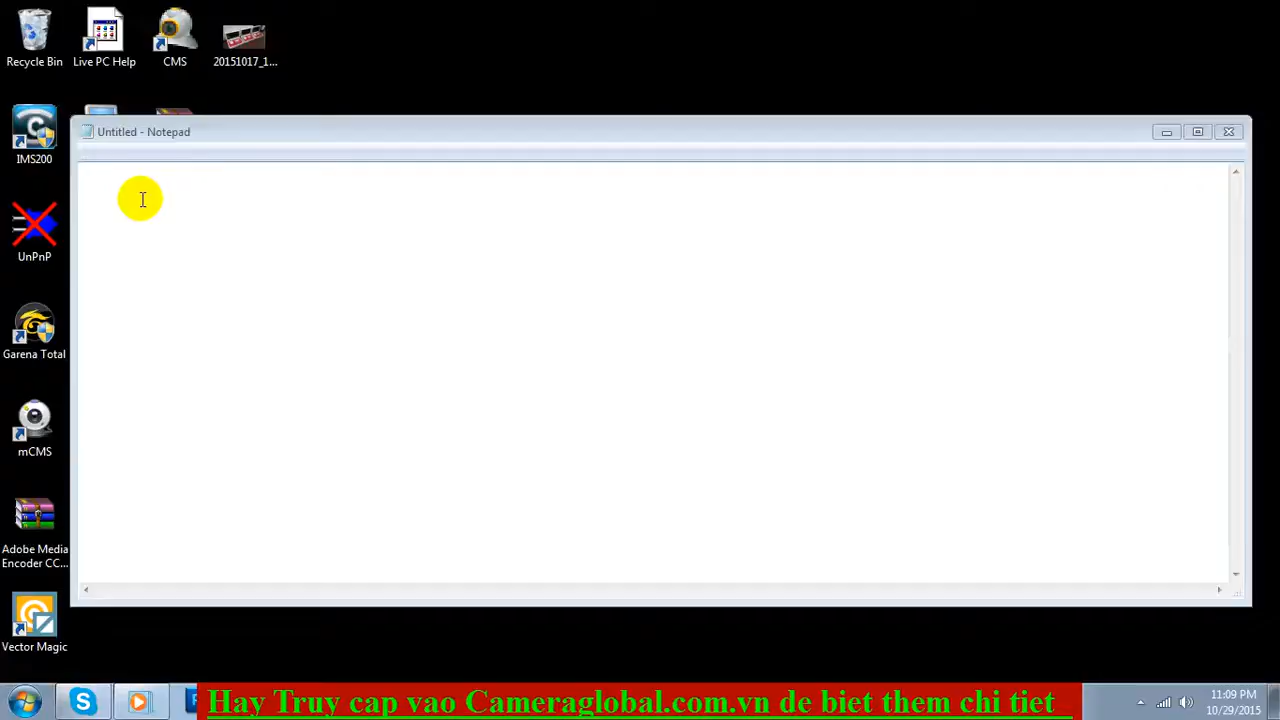 Recycle Bin
Live PC Help
CMS
20151017_1...
Untitled - Notepad
IMS200
UnPnP
Garena Total
mCMS
Adobe Media
Encoder CC...
Vector Magic
Hay Truy cap vao Cameraglobal.com.vn de biet them chi tiet
11:09 PM
10/29/2015